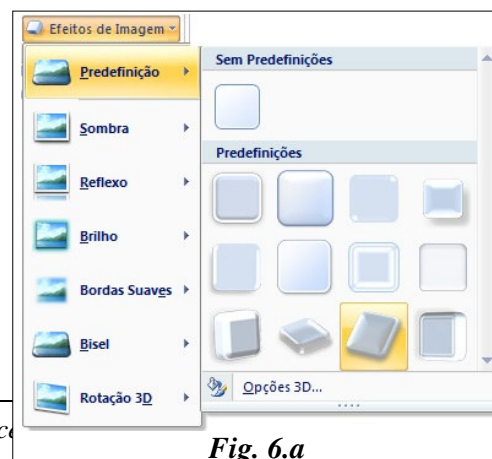 Efeitos de Imagem
Predefinição
Sombra
Reflexo
Brilho
Bordas Suaves
Bisel
Rotação 3D
Sem Predefinições
Predefinições
Opções 3D...
Fig. 6.a